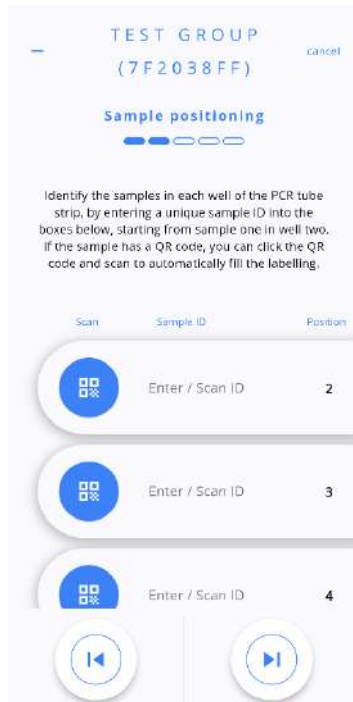 TEST GROUP
cancel
(7F2038FF)
Sample positioning
Identify the samples in each well of the PCR tube
strip, by entering a unique sample ID into the
boxes below, starting from sample one in well two.
If the sample has a QR code, you can click the QR
code and scan to automatically fill the labelling.
Scan Sample ID Position
Enter / Scan ID 2
Enter / Scan ID 3
Enter / Scan ID 4